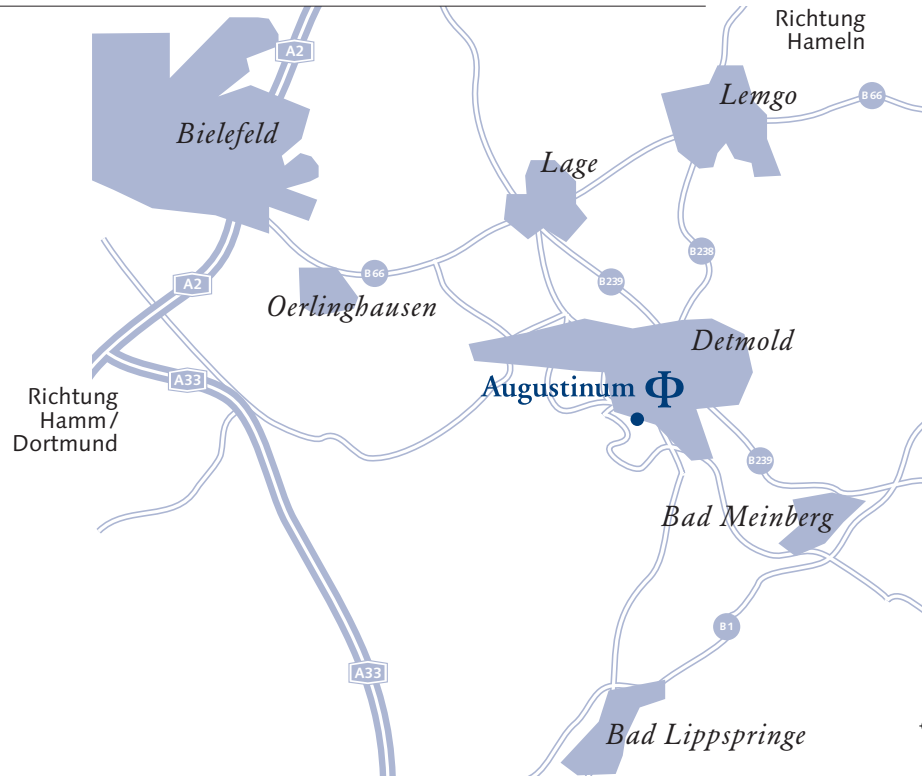 Richtung
Hameln
A2
Lemgo
B 66
Bielefeld
Lage
B238
B66
B239
A2
Oerlinghausen
Detmold
A33
Augustinum Φ
Richtung
Hamm/
Dortmund
B239
Bad Meinberg
B1
A33
Bad Lippspringe